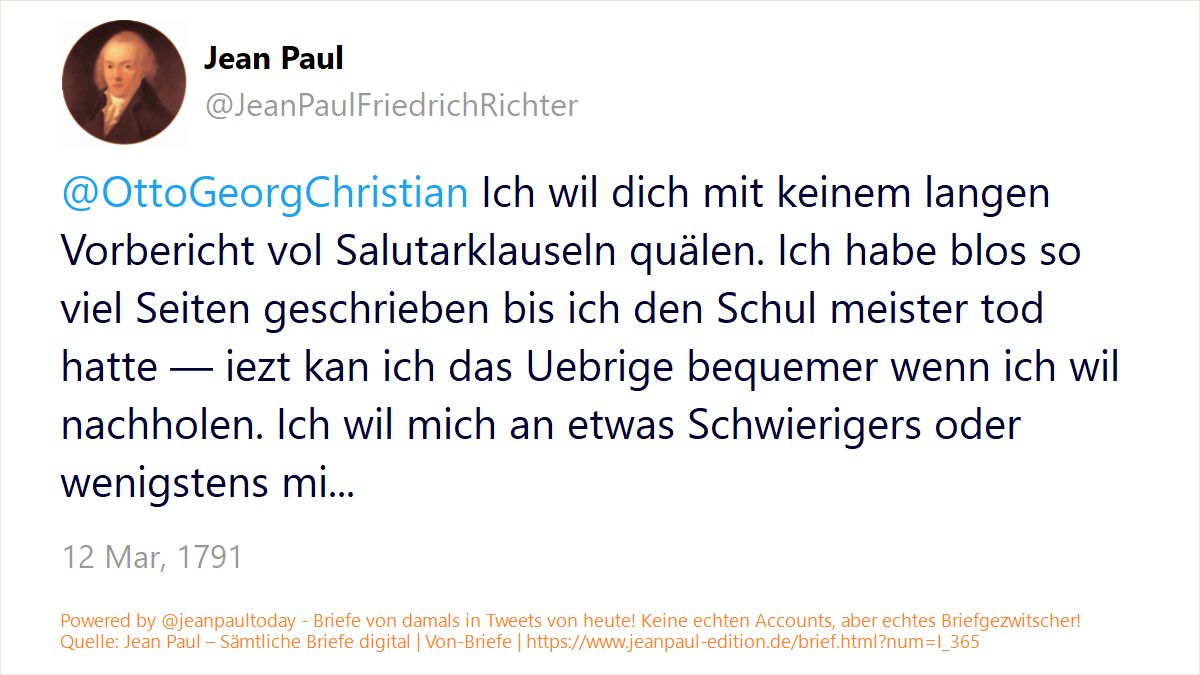 Jean Paul
@JeanPaulFriedrichRichter
@OttoGeorgChristian Ich wil dich mit keinem langen
Vorbericht vol Salutarklauseln quälen. Ich habe blos so
viel Seiten geschrieben bis ich den Schul meister tod
hatte — iezt kan ich das Uebrige bequemer wenn ich wil
nachholen. Ich wil mich an etwas Schwierigers oder
wenigstens mi...
12 Mar, 1791
Powered by @jeanpaultoday - Briefe von damals in Tweets von heute! Keine echten Accounts, aber echtes Briefgezwitscher!
Quelle: Jean Paul – Sämtliche Briefe digital | Von-Briefe | https://www.jeanpaul-edition.de/brief.html?num=I_365